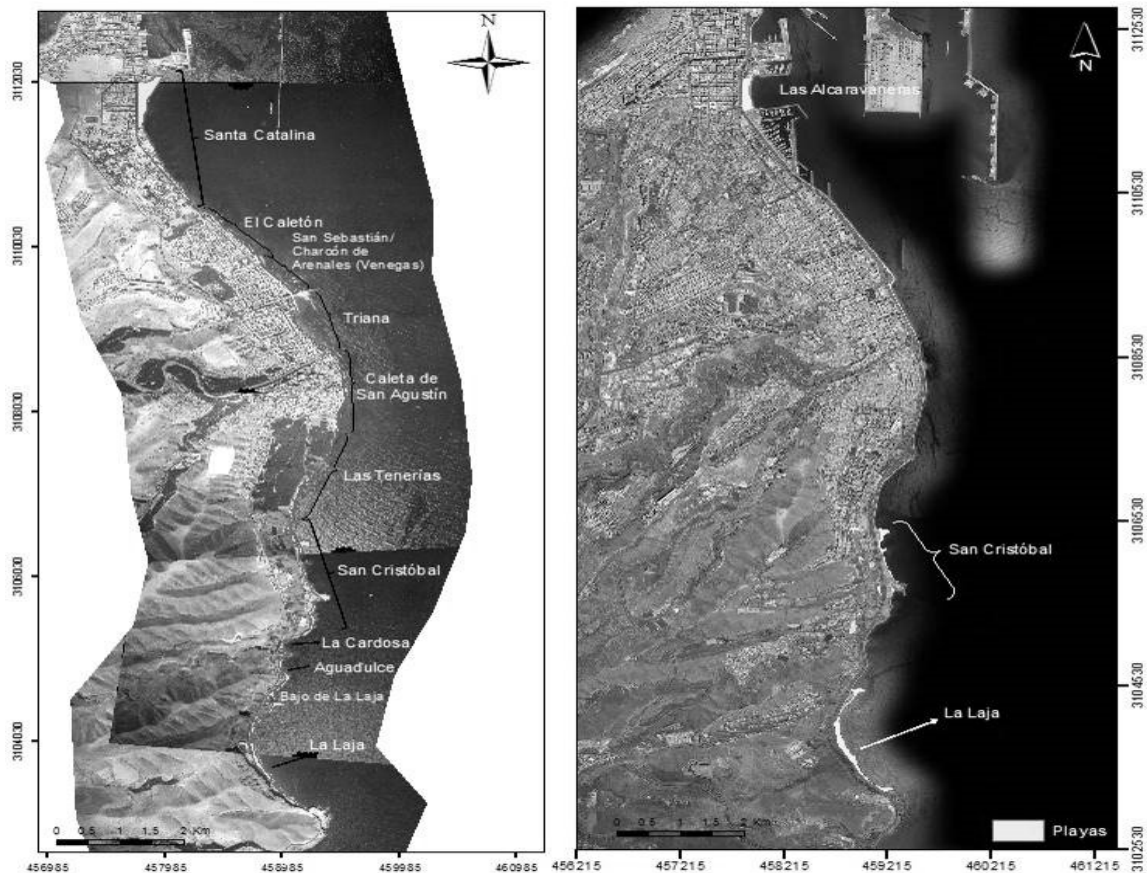 N
3112030
Santa Catalina
El Caletón
San Sebastián/
Charcón de
Arenales (Venegas)
3110030
Triana
Caleta de
San Agustín
3108030
Las Tenerías
San Cristóbal
3106030
La Cardosa
Aguadulce
Bajo de La Laja
3104030
La Laja
0 0.5 1 1.5 2 Km
456985 457985 458985 459985 460985
N
3112530
Las Alcaravaneras
3110530
3108530
3106530
San Cristóbal
3104530
La Laja
Playas
0 0.5 1 1.5 2 Km
3102530
456215 457215 458215 459215 460215 461215